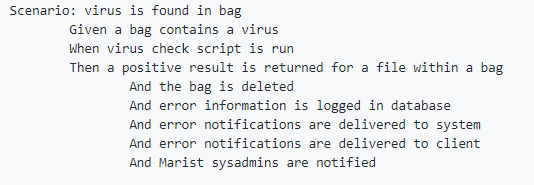 Scenario: virus is found in bag
Given a bag contains a virus
When virus check script is run
Then a positive result is returned for a file within a bag
And the bag is deleted
And error information is logged in database
And error notifications are delivered to system
And error notifications are delivered to client
And Marist sysadmins are notified